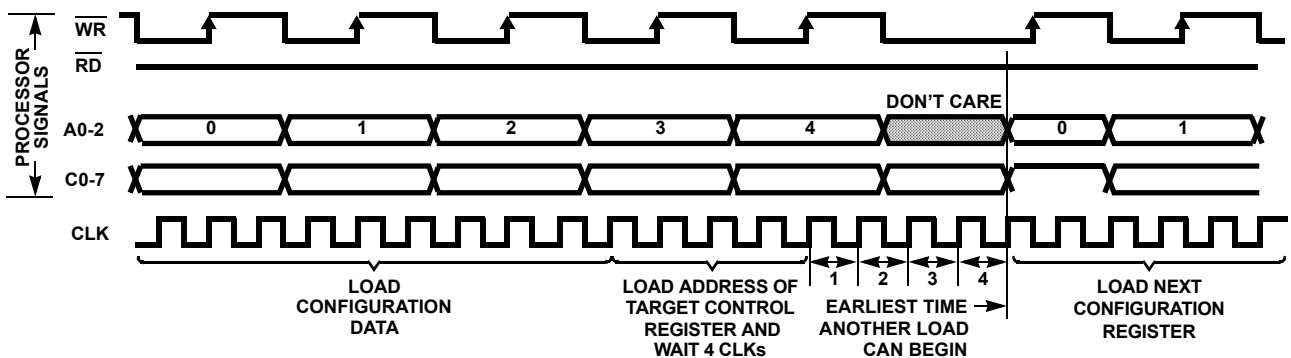 PROCESSOR
SIGNALS
WR
RD
DON'T CARE
A0-2
0
1
2
3
4
0
1
C0-7
CLK
1
2
3
4
LOAD
CONFIGURATION
DATA
LOAD ADDRESS OF
TARGET CONTROL
REGISTER AND
WAIT 4 CLKs
EARLIEST TIME
ANOTHER LOAD
CAN BEGIN
LOAD NEXT
CONFIGURATION
REGISTER